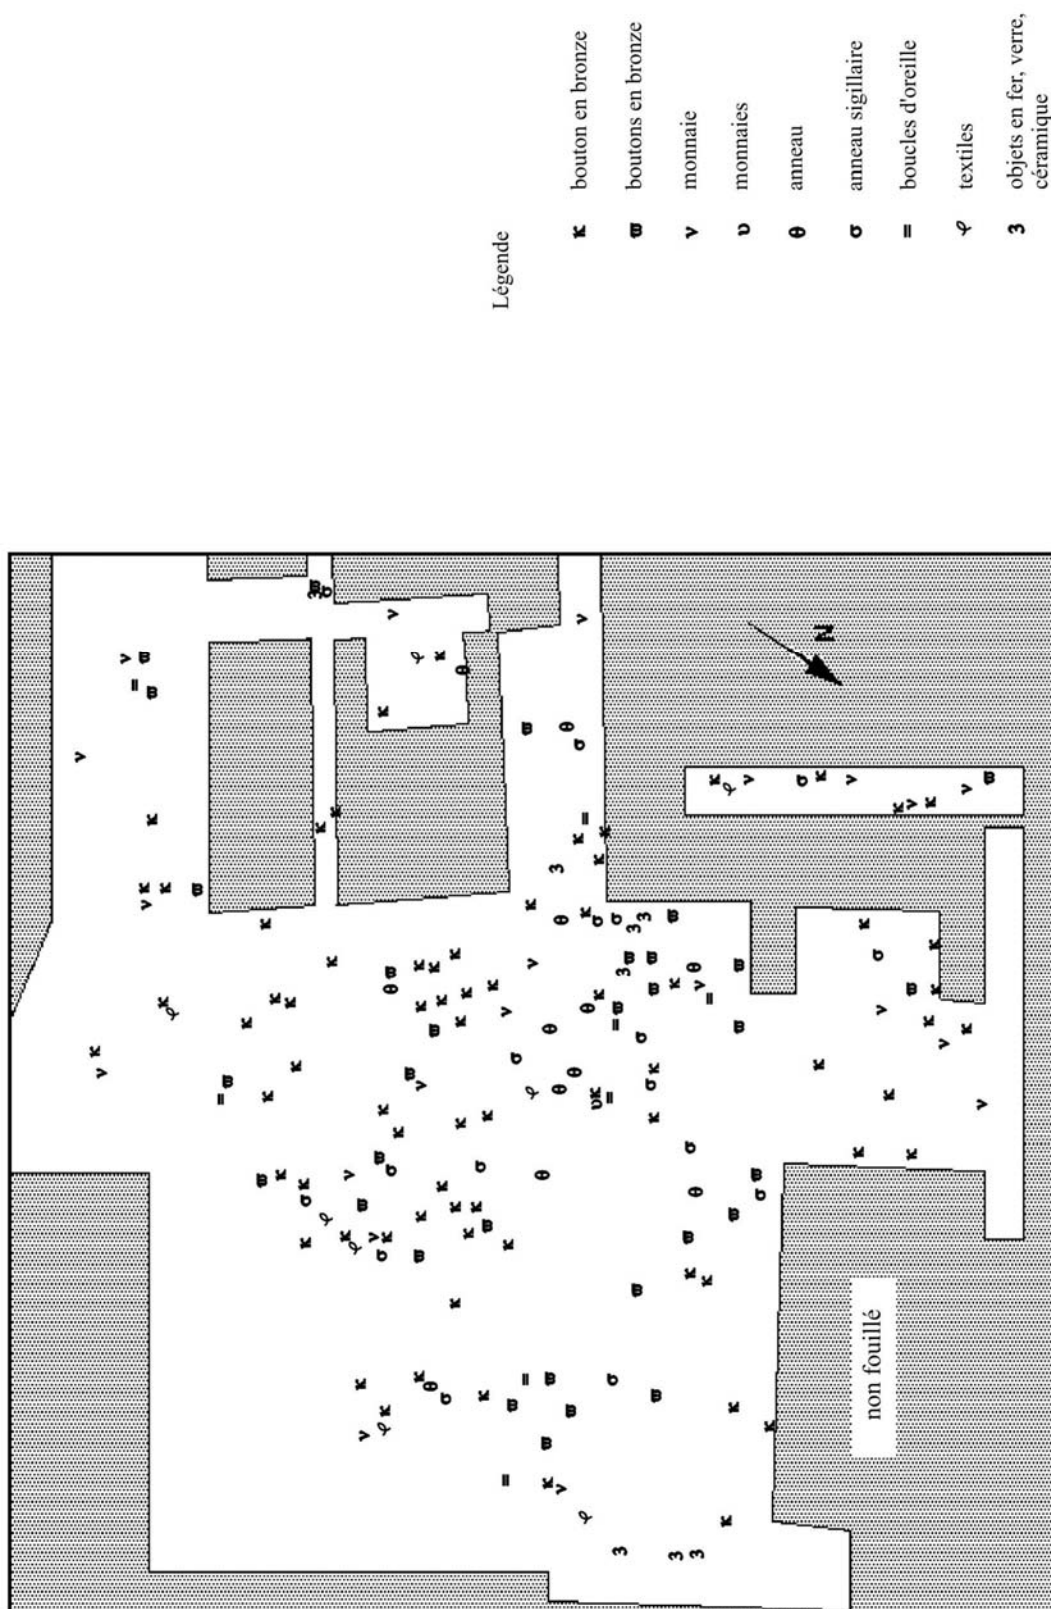 Légende
κ bouton en bronze
ϖ boutons en bronze
ν monnaie
υ monnaies
θ anneau
σ anneau sigillaire
= boucles d'oreille
℘ textiles
3 objets en fer, verre,
céramique
N
non fouillé